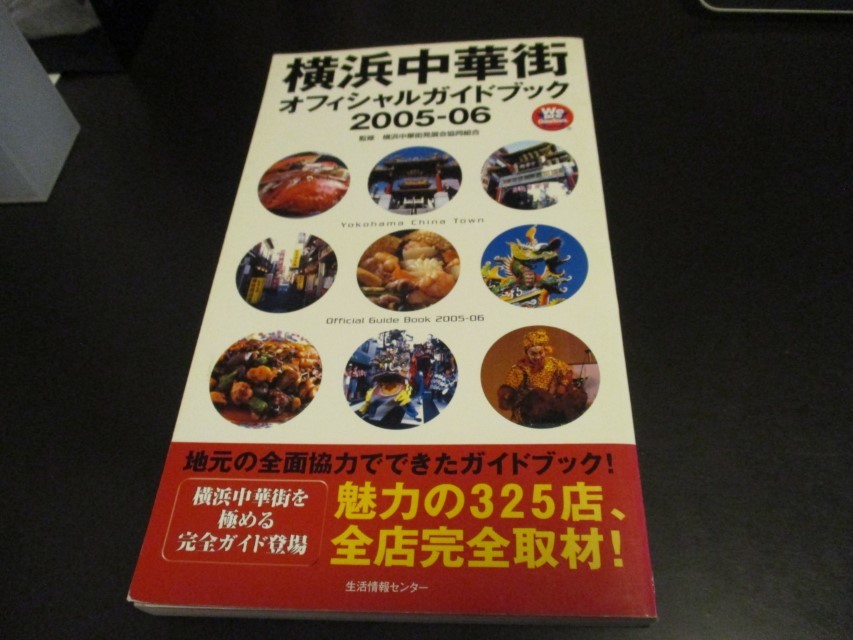 横浜中華街
オフィシャルガイドブック
2005-06
監修 横浜中華街発展会協同組合
Yokohama China Town
Official Guide Book 2005-06
地元の全面協力でできたガイドブック!
横浜中華街を
極める
完全ガイド登場
魅力の325店、
全店完全取材!
生活情報センター